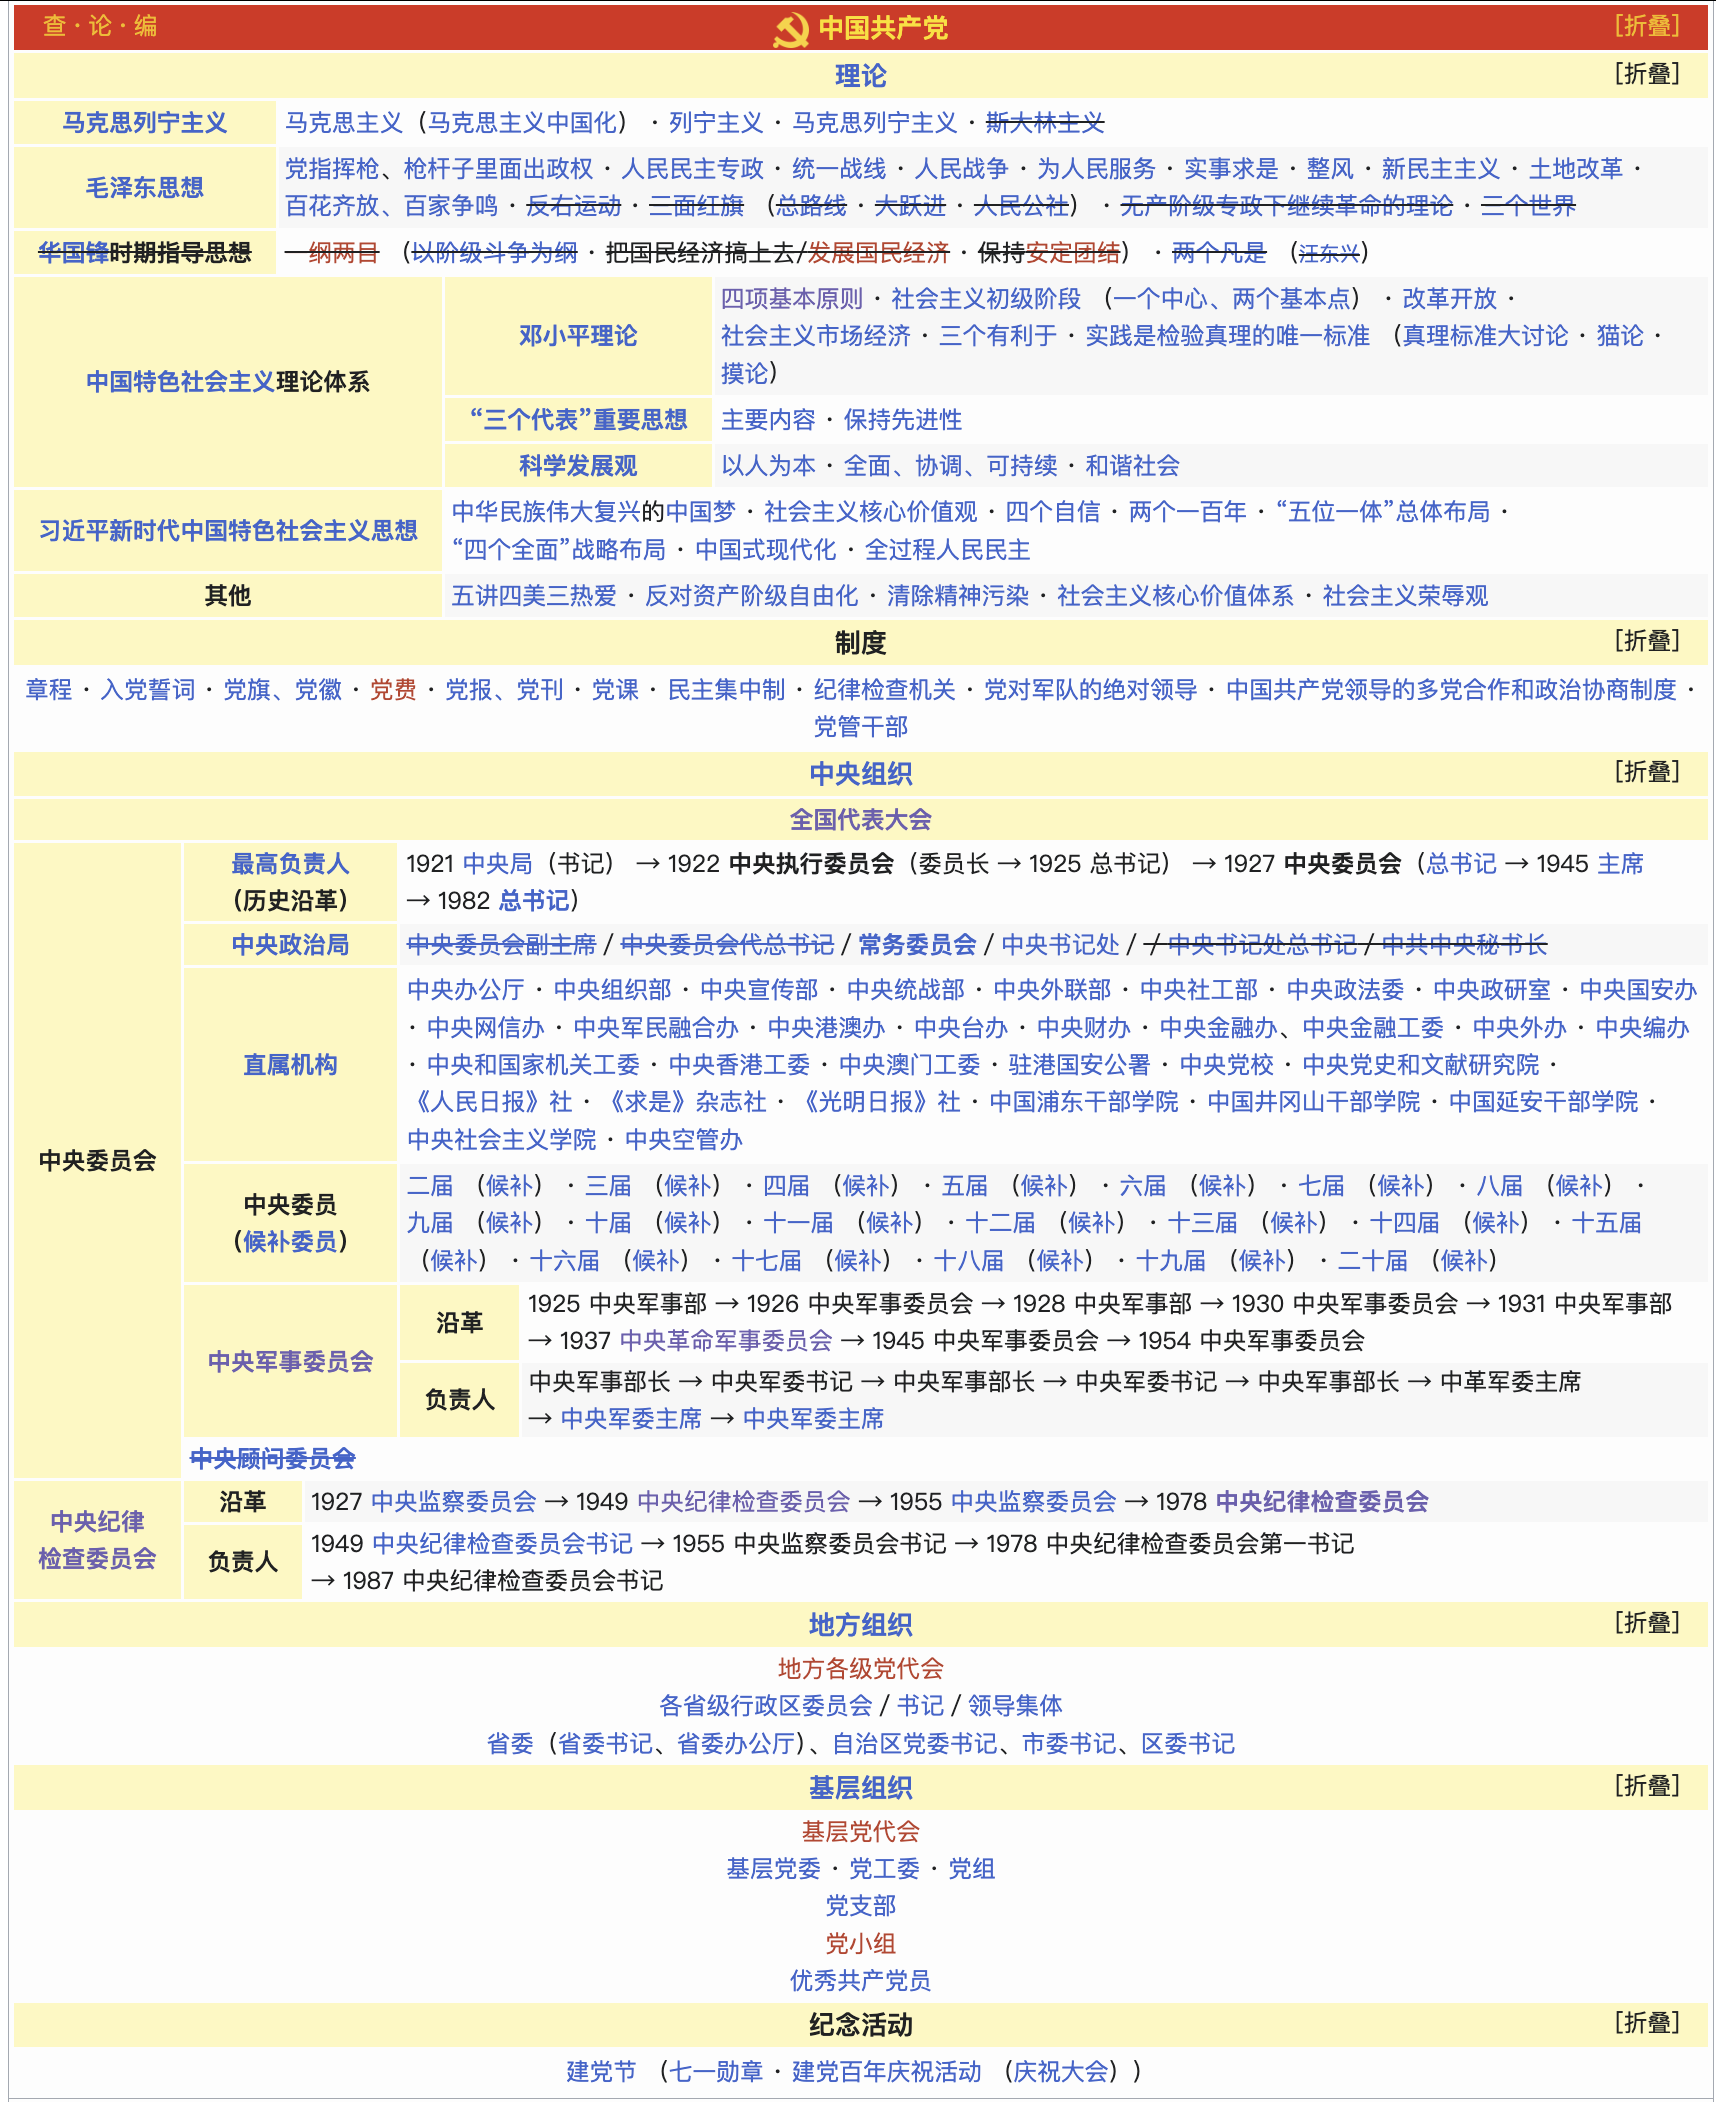 查·论·编 中国共产党 [折叠]
理论 [折叠]
马克思列宁主义 马克思主义（马克思主义中国化） · 列宁主义 · 马克思列宁主义 · 斯大林主义
毛泽东思想
党指挥枪、枪杆子里面出政权 · 人民民主专政 · 统一战线 · 人民战争 · 为人民服务 · 实事求是 · 整风 · 新民主主义 · 土地改革 ·
百花齐放、百家争鸣 · 反右运动 · 三面红旗 （总路线 · 大跃进 · 人民公社） · 无产阶级专政下继续革命的理论 · 三个世界
华国锋时期指导思想 一纲两目 （以阶级斗争为纲 · 把国民经济搞上去/发展国民经济 · 保持安定团结） · 两个凡是 （汪东兴）
中国特色社会主义理论体系
邓小平理论
四项基本原则 · 社会主义初级阶段 （一个中心、两个基本点） · 改革开放 ·
社会主义市场经济 · 三个有利于 · 实践是检验真理的唯一标准 （真理标准大讨论 · 猫论 ·
摸论）
“三个代表”重要思想 主要内容 · 保持先进性
科学发展观 以人为本 · 全面、协调、可持续 · 和谐社会
习近平新时代中国特色社会主义思想
中华民族伟大复兴的中国梦 · 社会主义核心价值观 · 四个自信 · 两个一百年 · “五位一体”总体布局 ·
“四个全面”战略布局 · 中国式现代化 · 全过程人民民主
其他 五讲四美三热爱 · 反对资产阶级自由化 · 清除精神污染 · 社会主义核心价值体系 · 社会主义荣辱观
制度 [折叠]
章程 · 入党誓词 · 党旗、党徽 · 党费 · 党报、党刊 · 党课 · 民主集中制 · 纪律检查机关 · 党对军队的绝对领导 · 中国共产党领导的多党合作和政治协商制度 ·
党管干部
中央组织 [折叠]
全国代表大会
中央委员会
最高负责人
（历史沿革）
1921 中央局（书记） → 1922 中央执行委员会（委员长 → 1925 总书记） → 1927 中央委员会（总书记 → 1945 主席
→ 1982 总书记）
中央政治局 中央委员会副主席 / 中央委员会代总书记 / 常务委员会 / 中央书记处 / / 中央书记处总书记 / 中共中央秘书长
直属机构
中央办公厅 · 中央组织部 · 中央宣传部 · 中央统战部 · 中央外联部 · 中央社工部 · 中央政法委 · 中央政研室 · 中央国安办
· 中央网信办 · 中央军民融合办 · 中央港澳办 · 中央台办 · 中央财办 · 中央金融办、中央金融工委 · 中央外办 · 中央编办
· 中央和国家机关工委 · 中央香港工委 · 中央澳门工委 · 驻港国安公署 · 中央党校 · 中央党史和文献研究院 ·
《人民日报》社 · 《求是》杂志社 · 《光明日报》社 · 中国浦东干部学院 · 中国井冈山干部学院 · 中国延安干部学院 ·
中央社会主义学院 · 中央空管办
中央委员
（候补委员）
二届 （候补） · 三届 （候补） · 四届 （候补） · 五届 （候补） · 六届 （候补） · 七届 （候补） · 八届 （候补） ·
九届 （候补） · 十届 （候补） · 十一届 （候补） · 十二届 （候补） · 十三届 （候补） · 十四届 （候补） · 十五届
（候补） · 十六届 （候补） · 十七届 （候补） · 十八届 （候补） · 十九届 （候补） · 二十届 （候补）
中央军事委员会
沿革
1925 中央军事部 → 1926 中央军事委员会 → 1928 中央军事部 → 1930 中央军事委员会 → 1931 中央军事部
→ 1937 中央革命军事委员会 → 1945 中央军事委员会 → 1954 中央军事委员会
负责人
中央军事部长 → 中央军委书记 → 中央军事部长 → 中央军委书记 → 中央军事部长 → 中革军委主席
→ 中央军委主席 → 中央军委主席
中央顾问委员会
中央纪律
检查委员会
沿革 1927 中央监察委员会 → 1949 中央纪律检查委员会 → 1955 中央监察委员会 → 1978 中央纪律检查委员会
负责人
1949 中央纪律检查委员会书记 → 1955 中央监察委员会书记 → 1978 中央纪律检查委员会第一书记
→ 1987 中央纪律检查委员会书记
地方组织 [折叠]
地方各级党代会
各省级行政区委员会 / 书记 / 领导集体
省委（省委书记、省委办公厅）、自治区党委书记、市委书记、区委书记
基层组织 [折叠]
基层党代会
基层党委 · 党工委 · 党组
党支部
党小组
优秀共产党员
纪念活动 [折叠]
建党节 （七一勋章 · 建党百年庆祝活动 （庆祝大会））